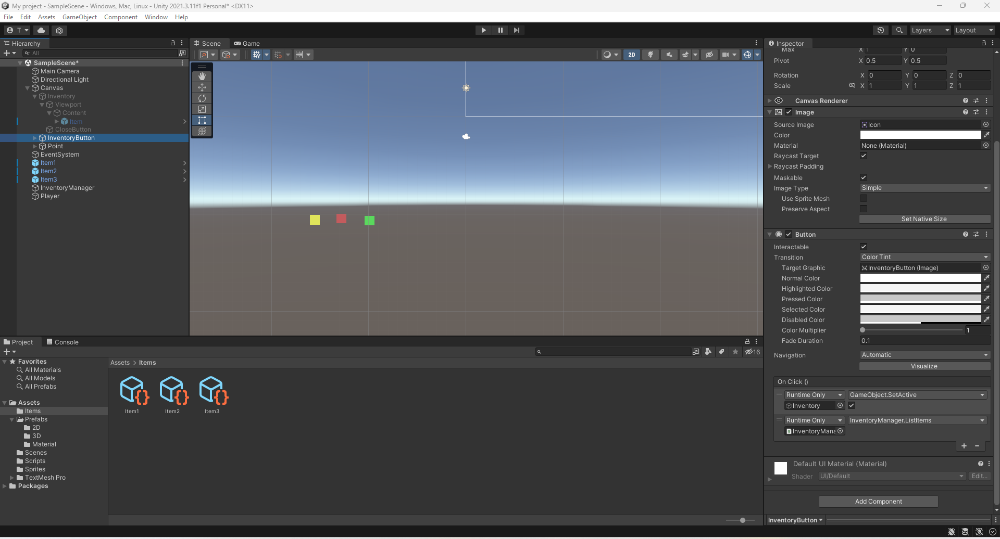 My project - SampleScene - Windows, Mac, Linux - Unity 2021.3.11f1 Personal* <DX11>
File Edit Assets GameObject Component Window Help
T
Layers
Layout
Hierarchy
All
SampleScene*
Main Camera
Directional Light
Canvas
Inventory
Viewport
Content
Item
CloseButton
InventoryButton
Point
EventSystem
Item1
Item2
Item3
InventoryManager
Player
Scene
Game
2D
Inspector
Max X 1 Y 0
Pivot X 0.5 Y 0.5
Rotation X 0 Y 0 Z 0
Scale X 1 Y 1 Z 1
Canvas Renderer
Image
Source Image Icon
Color
Material None (Material)
Raycast Target
Raycast Padding
Maskable
Image Type Simple
Use Sprite Mesh
Preserve Aspect
Set Native Size
Button
Interactable
Transition Color Tint
Target Graphic InventoryButton (Image)
Normal Color
Highlighted Color
Pressed Color
Selected Color
Disabled Color
Color Multiplier 1
Fade Duration 0.1
Navigation Automatic
Visualize
On Click ()
Runtime Only GameObject.SetActive
Inventory
Runtime Only InventoryManager.ListItems
InventoryMana
Default UI Material (Material)
Shader UI/Default Edit...
Add Component
InventoryButton
Project
Console
16
Favorites
All Materials
All Models
All Prefabs
Assets
Items
Prefabs
2D
3D
Material
Scenes
Scripts
Sprites
TextMesh Pro
Packages
Assets > Items
Item1
Item2
Item3